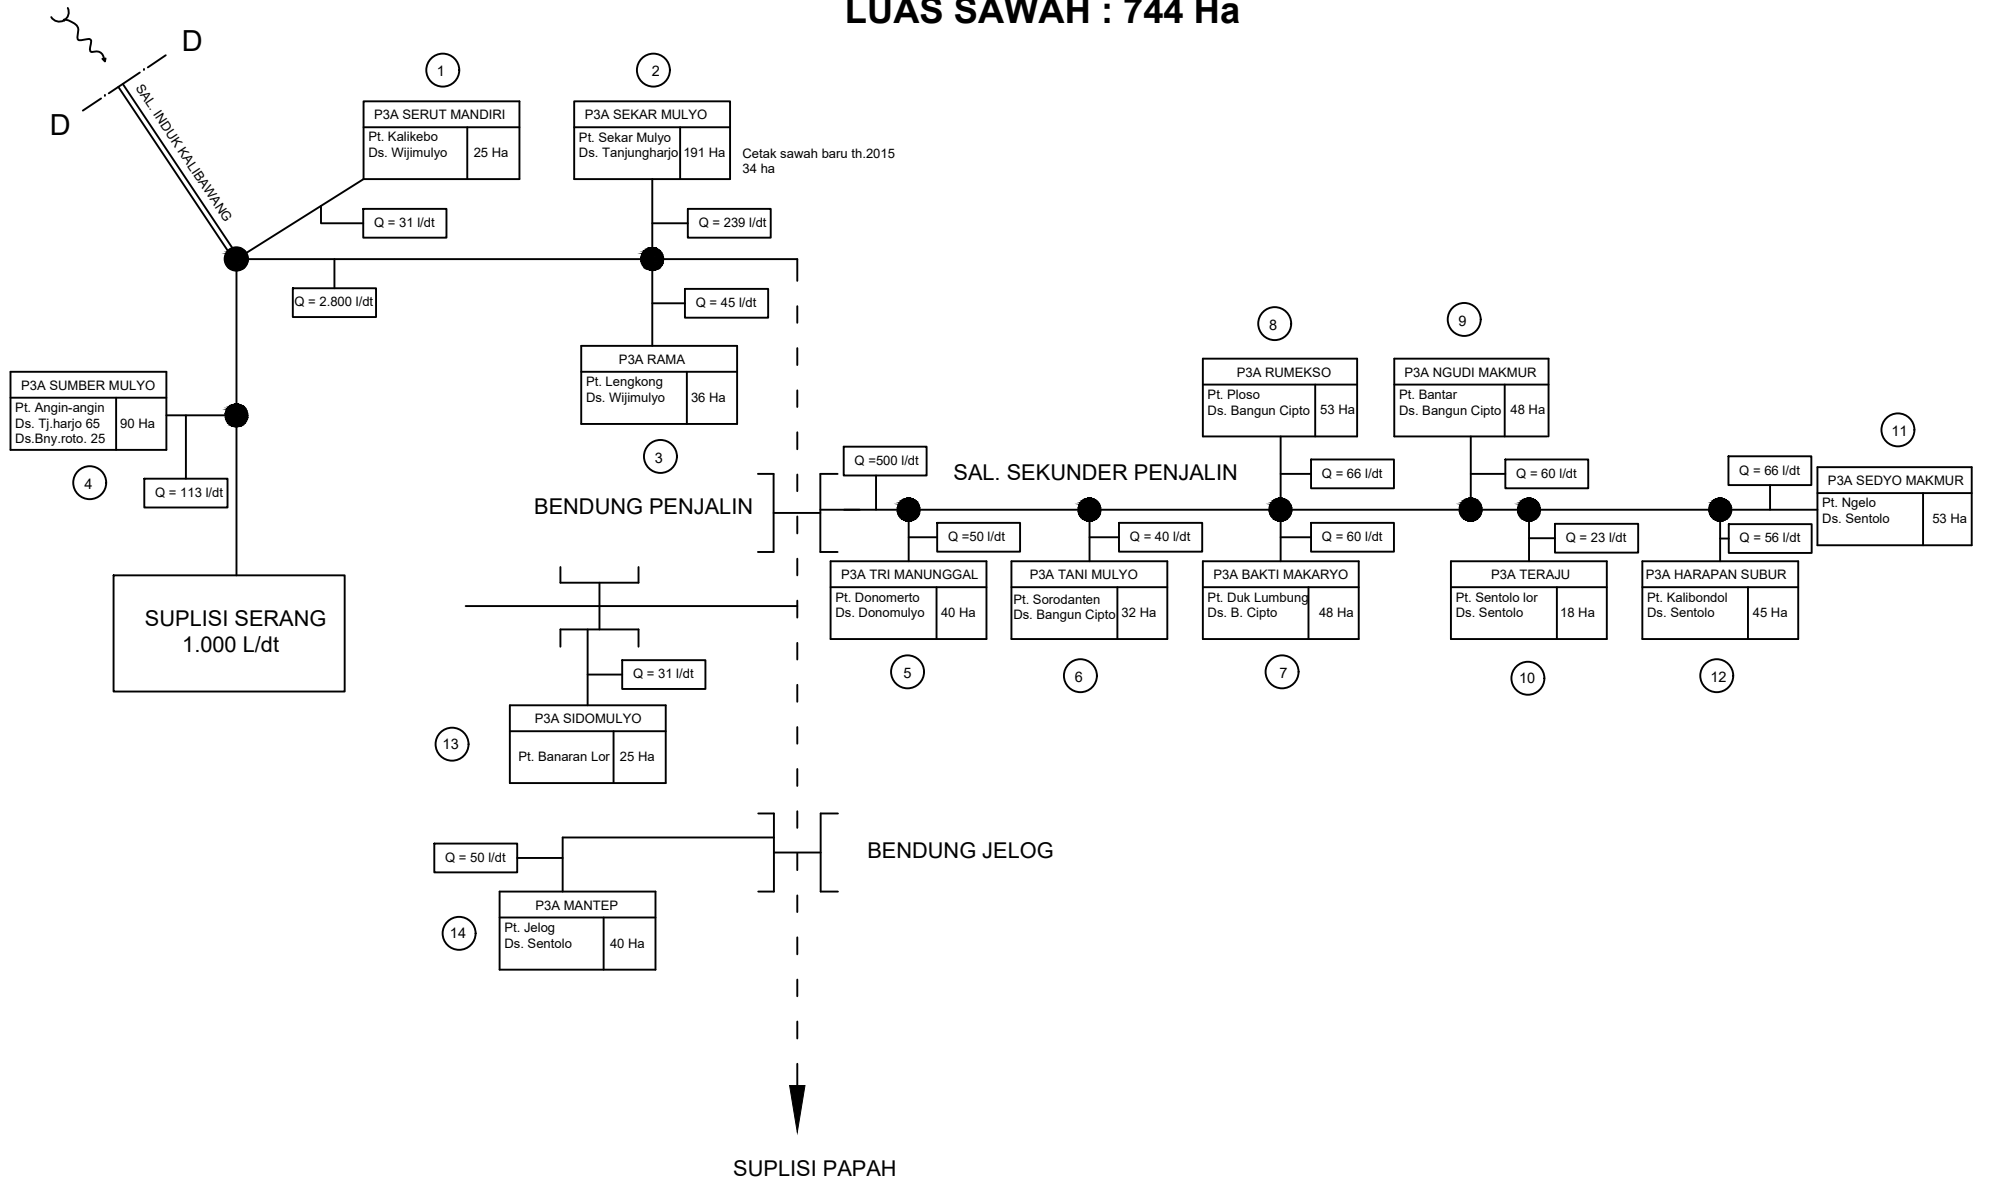 LUAS SAWAH : 744 Ha
D
D
SAL. INDUK KALIBAWANG
1
P3A SERUT MANDIRI
Pt. Kalikebo
Ds. Wijimulyo
25 Ha
Q = 31 l/dt
2
P3A SEKAR MULYO
Pt. Sekar Mulyo
Ds. Tanjungharjo
191 Ha
Cetak sawah baru th.2015
34 ha
Q = 239 l/dt
Q = 2.800 l/dt
Q = 45 l/dt
P3A RAMA
Pt. Lengkong
Ds. Wijimulyo
36 Ha
3
P3A SUMBER MULYO
Pt. Angin-angin
Ds. Tj.harjo 65
Ds.Bny.roto. 25
90 Ha
4
Q = 113 l/dt
SUPLISI SERANG
1.000 L/dt
BENDUNG PENJALIN
Q =500 l/dt
SAL. SEKUNDER PENJALIN
8
P3A RUMEKSO
Pt. Ploso
Ds. Bangun Cipto
53 Ha
Q = 66 l/dt
9
P3A NGUDI MAKMUR
Pt. Bantar
Ds. Bangun Cipto
48 Ha
Q = 60 l/dt
11
Q = 66 l/dt
P3A SEDYO MAKMUR
Pt. Ngelo
Ds. Sentolo
53 Ha
Q =50 l/dt
P3A TRI MANUNGGAL
Pt. Donomerto
Ds. Donomulyo
40 Ha
5
Q = 40 l/dt
P3A TANI MULYO
Pt. Sorodanten
Ds. Bangun Cipto
32 Ha
6
Q = 60 l/dt
P3A BAKTI MAKARYO
Pt. Duk Lumbung
Ds. B. Cipto
48 Ha
7
Q = 23 l/dt
P3A TERAJU
Pt. Sentolo lor
Ds. Sentolo
18 Ha
10
Q = 56 l/dt
P3A HARAPAN SUBUR
Pt. Kalibondol
Ds. Sentolo
45 Ha
12
Q = 31 l/dt
P3A SIDOMULYO
Pt. Banaran Lor
25 Ha
13
BENDUNG JELOG
Q = 50 l/dt
P3A MANTEP
Pt. Jelog
Ds. Sentolo
40 Ha
14
SUPLISI PAPAH